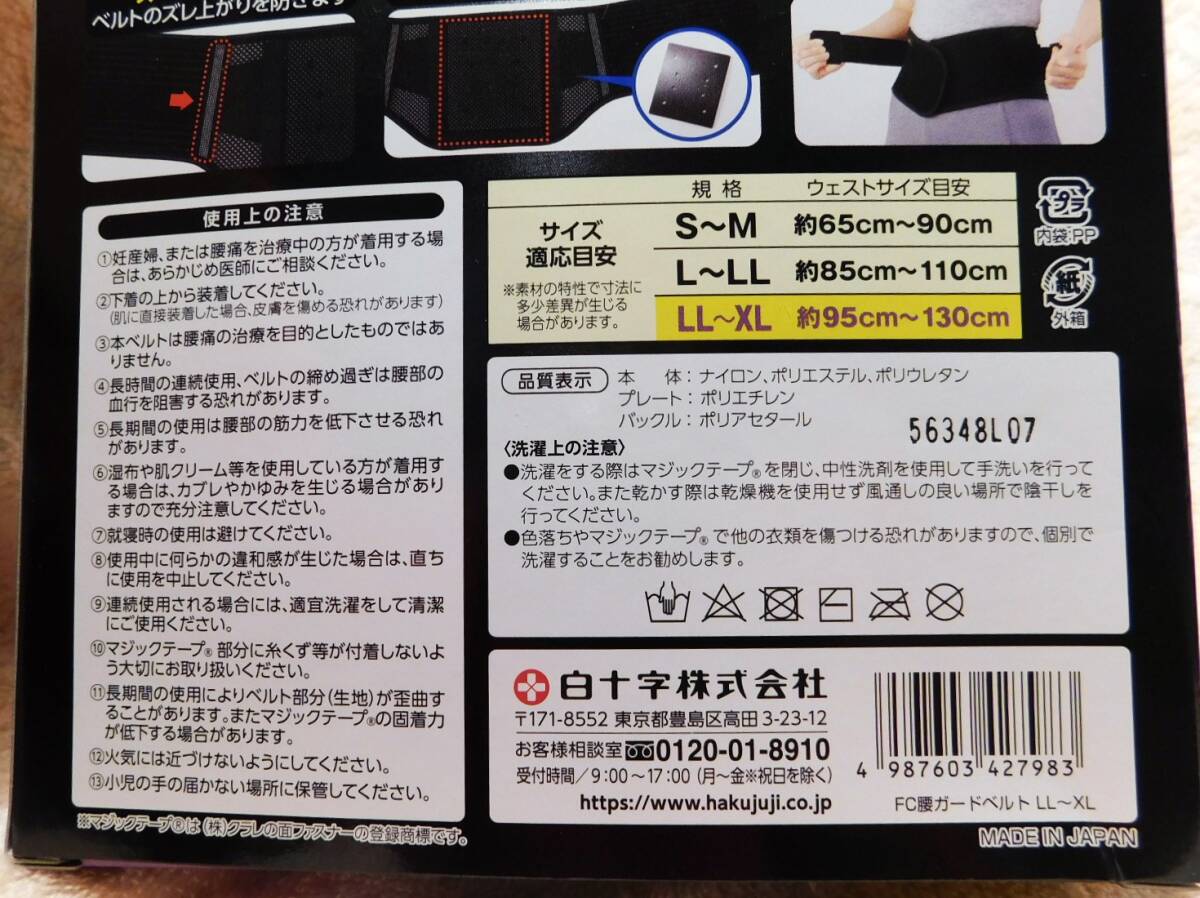 ベルトのズレ上がりを防ぎます
使用上の注意
①妊産婦、または腰痛を治療中の方が着用する場
合は、あらかじめ医師にご相談ください。
②下着の上から装着してください。
(肌に直接装着した場合、皮膚を傷める恐れがあります)
③本ベルトは腰痛の治療を目的としたものではあ
りません。
④長時間の連続使用、ベルトの締め過ぎは腰部の
血行を阻害する恐れがあります。
⑤長期間の使用は腰部の筋力を低下させる恐れ
があります。
⑥湿布や肌クリーム等を使用している方が着用す
る場合は、カブレやかゆみを生じる場合があり
ますので充分注意してください。
⑦就寝時の使用は避けてください。
⑧使用中に何らかの違和感が生じた場合は、直ち
に使用を中止してください。
⑨連続使用される場合には、適宜洗濯をして清潔
にご使用ください。
⑩マジックテープ®部分に糸くず等が付着しないよ
う大切にお取り扱いください。
⑪長期間の使用によりベルト部分(生地)が歪曲す
ることがあります。またマジックテープ®の固着力
が低下する場合があります。
⑫火気には近づけないようにしてください。
⑬小児の手の届かない場所に保管してください。
※マジックテープ®は(株)クラレの面ファスナーの登録商標です。
サイズ
適応目安
※素材の特性で寸法に
多少差異が生じる
場合があります。
規格 ウェストサイズ目安
S〜M 約65cm〜90cm
L〜LL 約85cm〜110cm
LL〜XL 約95cm〜130cm
プラ
内袋:PP
紙
外箱
品質表示 本 体:ナイロン、ポリエステル、ポリウレタン
プレート:ポリエチレン
バックル:ポリアセタール
56348L07
〈洗濯上の注意〉
●洗濯をする際はマジックテープ®を閉じ、中性洗剤を使用して手洗いを行って
ください。また乾かす際は乾燥機を使用せず風通しの良い場所で陰干しを
行ってください。
●色落ちやマジックテープ®で他の衣類を傷つける恐れがありますので、個別で
洗濯することをお勧めします。
白十字株式会社
〒171-8552 東京都豊島区高田3-23-12
お客様相談室 0120-01-8910
受付時間/9:00〜17:00 (月〜金※祝日を除く)
https://www.hakujuji.co.jp
4 987603 427983
FC腰ガードベルト LL〜XL
MADE IN JAPAN